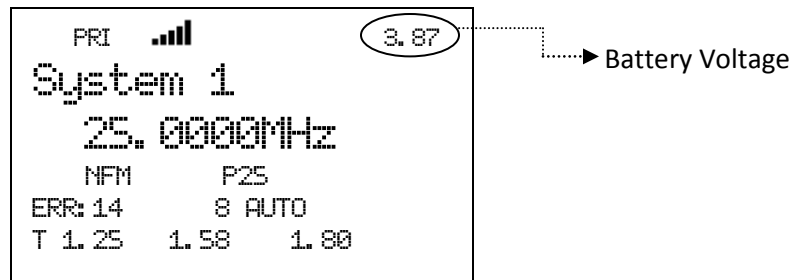 PRI 3.87
Battery Voltage
System 1
25.0000MHz
NFM P25
ERR:14 8 AUTO
T 1.25 1.58 1.80